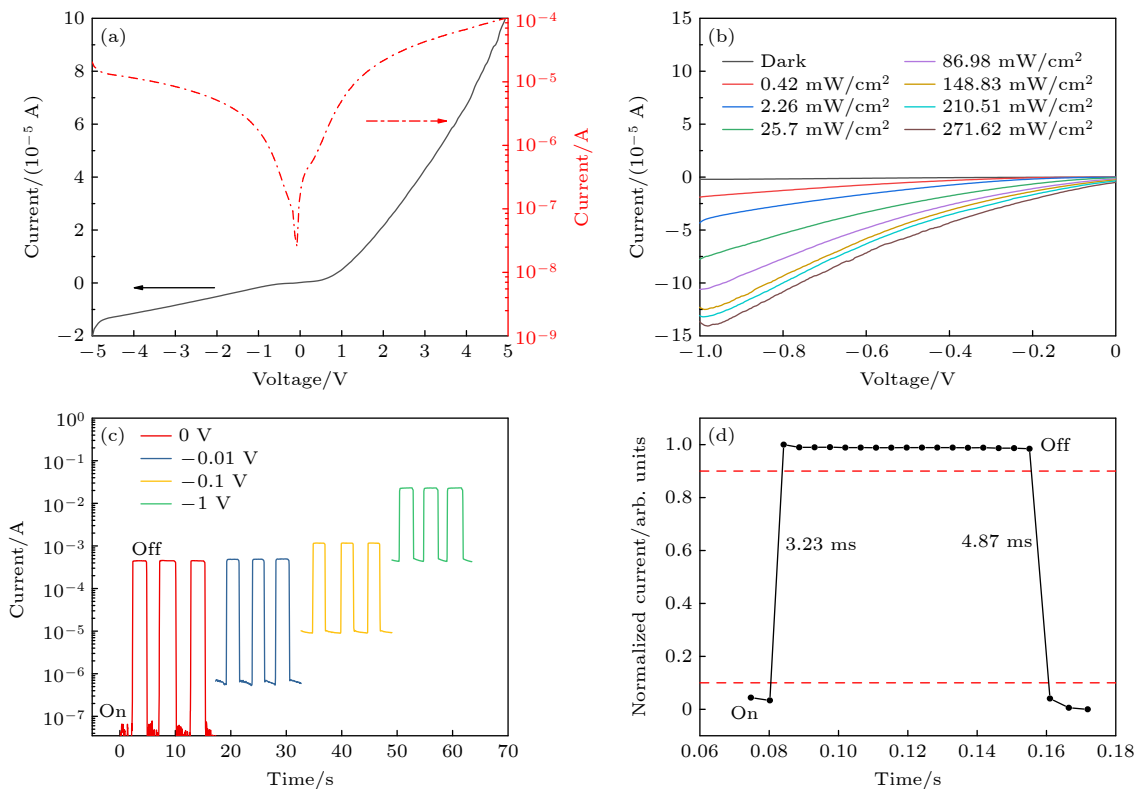 (a)
Current/(10⁻⁵ A)
10
8
6
4
2
0
−2
−5 −4 −3 −2 −1 0 1 2 3 4 5
Voltage/V
10⁻⁴
10⁻⁵
10⁻⁶
10⁻⁷
10⁻⁸
10⁻⁹
Current/A
(b)
Current/(10⁻⁵ A)
15
10
5
0
−5
−10
−15
Dark
0.42 mW/cm²
2.26 mW/cm²
25.7 mW/cm²
86.98 mW/cm²
148.83 mW/cm²
210.51 mW/cm²
271.62 mW/cm²
−1.0 −0.8 −0.6 −0.4 −0.2 0
Voltage/V
(c)
Current/A
10⁰
10⁻¹
10⁻²
10⁻³
10⁻⁴
10⁻⁵
10⁻⁶
10⁻⁷
0 V
−0.01 V
−0.1 V
−1 V
Off
On
0 10 20 30 40 50 60 70
Time/s
(d)
Normalized current/arb. units
1.0
0.8
0.6
0.4
0.2
0
Off
3.23 ms
4.87 ms
On
0.06 0.08 0.10 0.12 0.14 0.16 0.18
Time/s